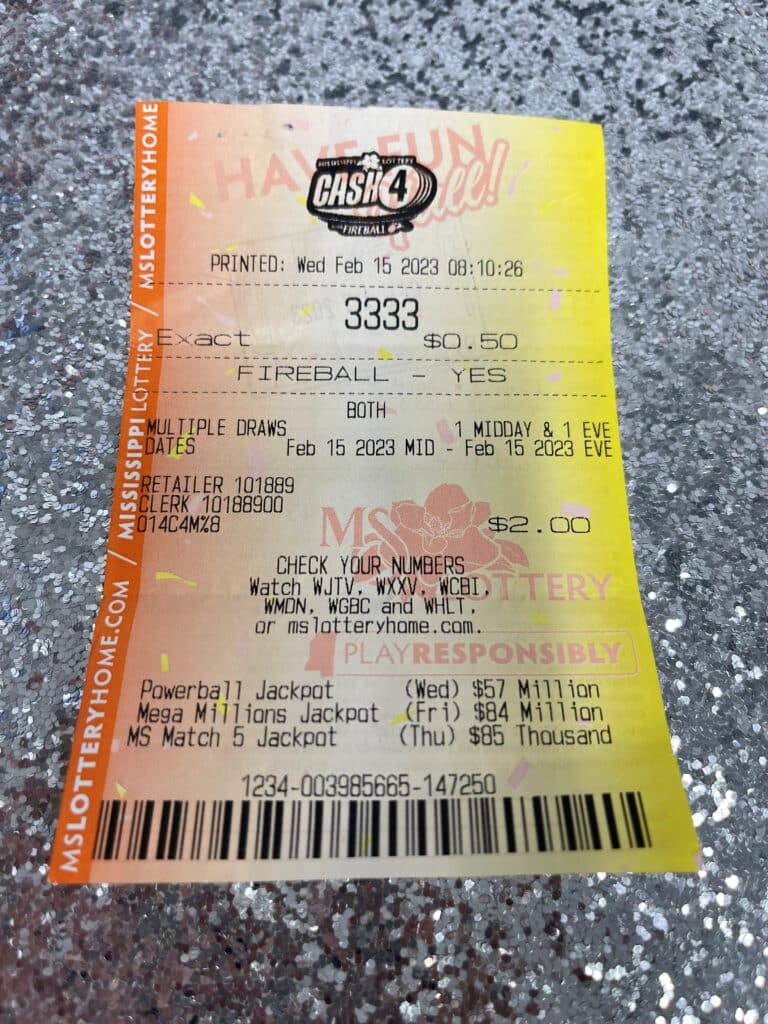 MSLOTTERYHOME.COM / MISSISSIPPI LOTTERY / MSLOTTERYHOME
HAVE FUN
MISSISSIPPI LOTTERY
CASH 4
FIREBALL
PRINTED: Wed Feb 15 2023 08:10:26
3333
Exact $0.50
FIREBALL - YES
BOTH
MULTIPLE DRAWS 1 MIDDAY & 1 EVE
DATES Feb 15 2023 MID - Feb 15 2023 EVE
RETAILER 101889
CLERK 10188900
014C4M%8 $2.00
MS LOTTERY
CHECK YOUR NUMBERS
Watch WJTV, WXXV, WCBI,
WMDN, WGBC and WHLT,
or mslotteryhome.com.
PLAYRESPONSIBLY
Powerball Jackpot (Wed) $57 Million
Mega Millions Jackpot (Fri) $84 Million
MS Match 5 Jackpot (Thu) $85 Thousand
1234-003985665-147250